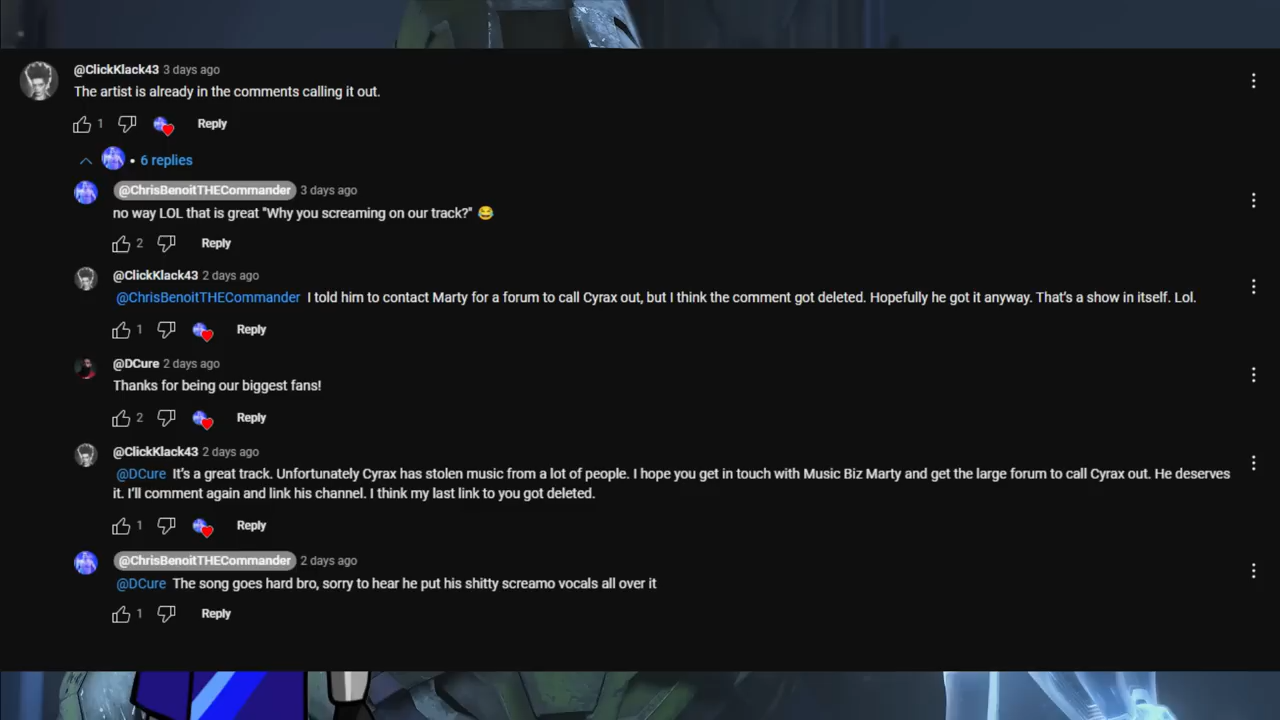 @ClickKlack43 3 days ago
The artist is already in the comments calling it out.
1 Reply
• 6 replies
@ChrisBenoitTHECommander 3 days ago
no way LOL that is great "Why you screaming on our track?" 😂
2 Reply
@ClickKlack43 2 days ago
@ChrisBenoitTHECommander I told him to contact Marty for a forum to call Cyrax out, but I think the comment got deleted. Hopefully he got it anyway. That's a show in itself. Lol.
1 Reply
@DCure 2 days ago
Thanks for being our biggest fans!
2 Reply
@ClickKlack43 2 days ago
@DCure It's a great track. Unfortunately Cyrax has stolen music from a lot of people. I hope you get in touch with Music Biz Marty and get the large forum to call Cyrax out. He deserves
it. I'll comment again and link his channel. I think my last link to you got deleted.
1 Reply
@ChrisBenoitTHECommander 2 days ago
@DCure The song goes hard bro, sorry to hear he put his shitty screamo vocals all over it
1 Reply